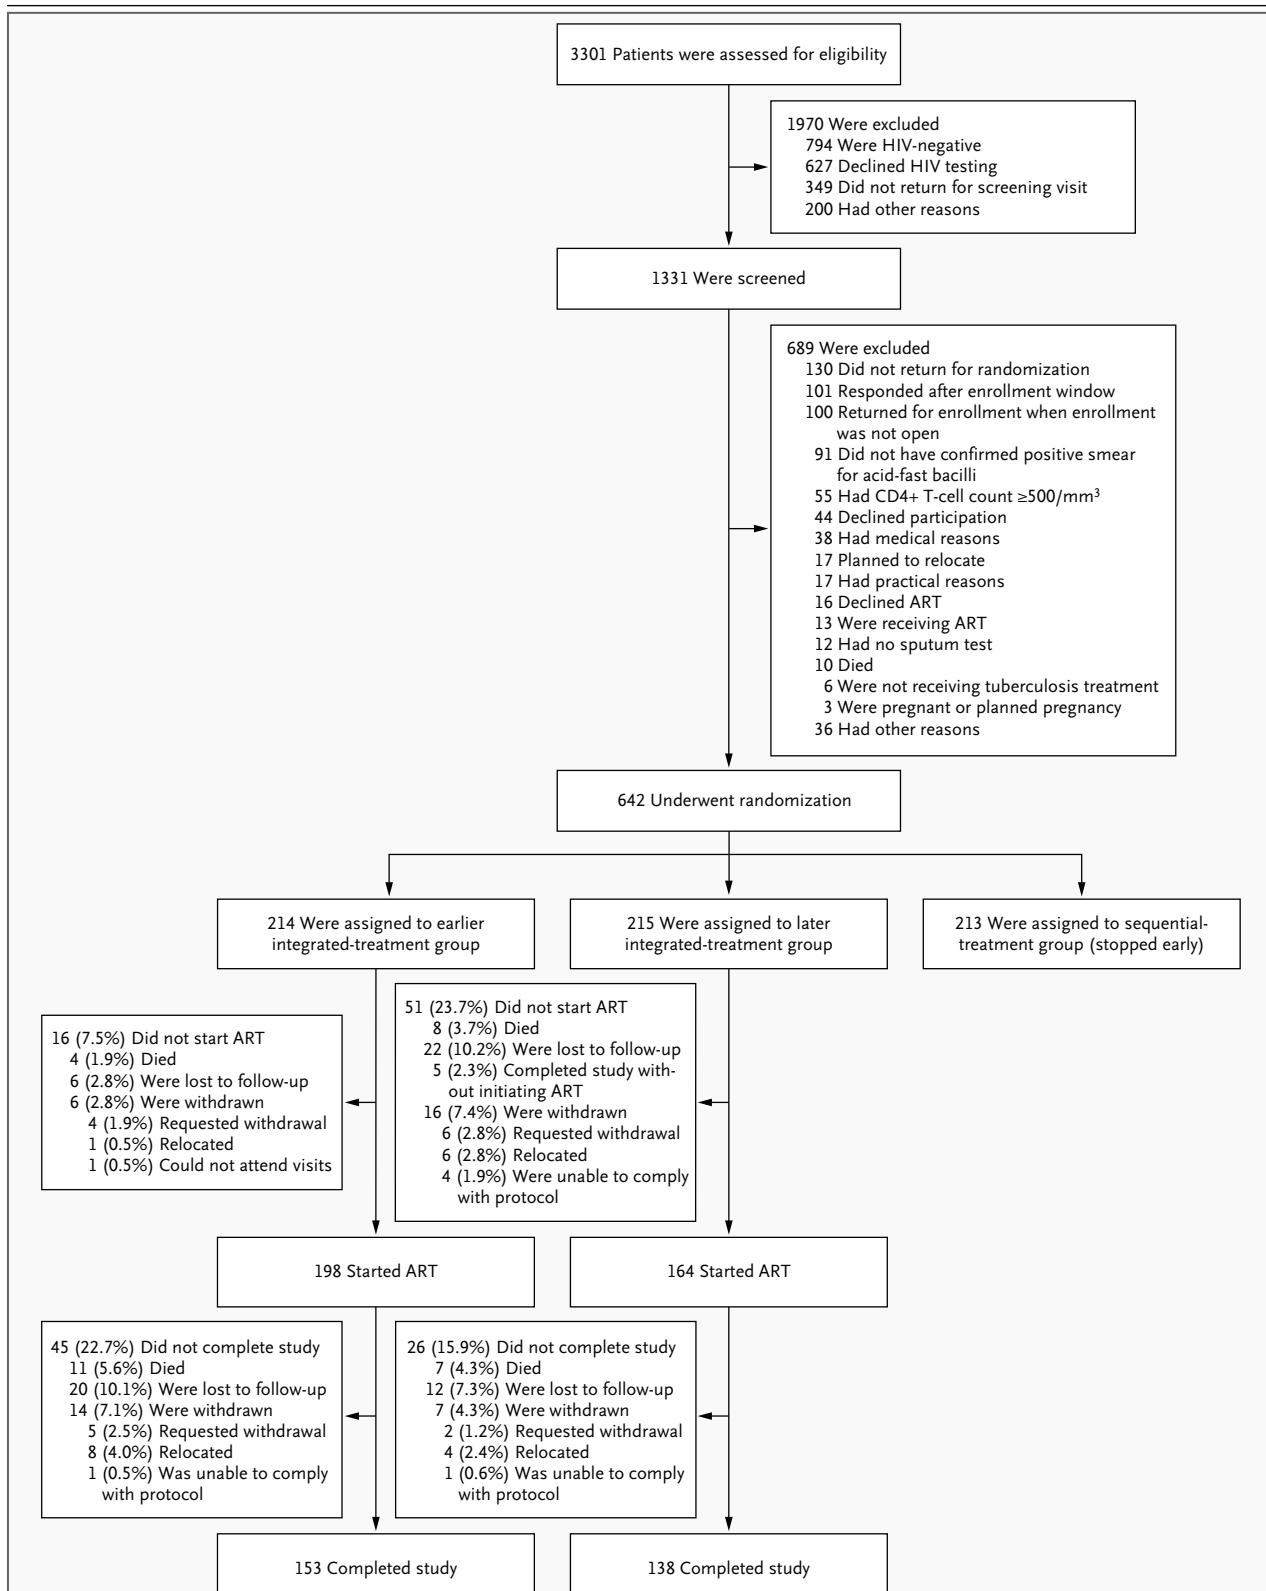 3301 Patients were assessed for eligibility
1970 Were excluded
794 Were HIV-negative
627 Declined HIV testing
349 Did not return for screening visit
200 Had other reasons
1331 Were screened
689 Were excluded
130 Did not return for randomization
101 Responded after enrollment window
100 Returned for enrollment when enrollment
was not open
91 Did not have confirmed positive smear
for acid-fast bacilli
55 Had CD4+ T-cell count ≥500/mm³
44 Declined participation
38 Had medical reasons
17 Planned to relocate
17 Had practical reasons
16 Declined ART
13 Were receiving ART
12 Had no sputum test
10 Died
6 Were not receiving tuberculosis treatment
3 Were pregnant or planned pregnancy
36 Had other reasons
642 Underwent randomization
214 Were assigned to earlier
integrated-treatment group
215 Were assigned to later
integrated-treatment group
213 Were assigned to sequential-
treatment group (stopped early)
16 (7.5%) Did not start ART
4 (1.9%) Died
6 (2.8%) Were lost to follow-up
6 (2.8%) Were withdrawn
4 (1.9%) Requested withdrawal
1 (0.5%) Relocated
1 (0.5%) Could not attend visits
51 (23.7%) Did not start ART
8 (3.7%) Died
22 (10.2%) Were lost to follow-up
5 (2.3%) Completed study with-
out initiating ART
16 (7.4%) Were withdrawn
6 (2.8%) Requested withdrawal
6 (2.8%) Relocated
4 (1.9%) Were unable to comply
with protocol
198 Started ART
164 Started ART
45 (22.7%) Did not complete study
11 (5.6%) Died
20 (10.1%) Were lost to follow-up
14 (7.1%) Were withdrawn
5 (2.5%) Requested withdrawal
8 (4.0%) Relocated
1 (0.5%) Was unable to comply
with protocol
26 (15.9%) Did not complete study
7 (4.3%) Died
12 (7.3%) Were lost to follow-up
7 (4.3%) Were withdrawn
2 (1.2%) Requested withdrawal
4 (2.4%) Relocated
1 (0.6%) Was unable to comply
with protocol
153 Completed study
138 Completed study